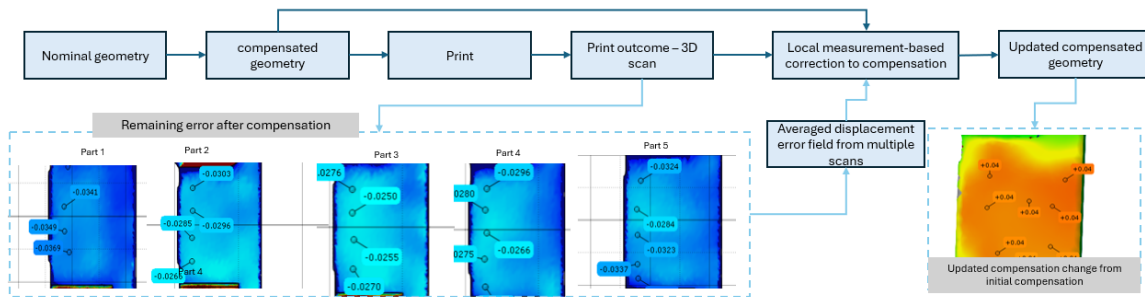 Nominal geometry
compensated
geometry
Print
Print outcome – 3D
scan
Local measurement-based
correction to compensation
Updated compensated
geometry
Remaining error after compensation
Averaged displacement
error field from multiple
scans
Part 1
-0.0341
-0.0349
-0.0369
Part 2
-0.0303
-0.0285
-0.0296
Part 4
Part 3
.0276
-0.0250
-0.0255
-0.0270
Part 4
-0.0296
.0280
-0.0266
.0275
Part 5
-0.0324
-0.0284
-0.0323
-0.0337
+0.04
+0.04
+0.04
+0.04
+0.04
+0.04
+0.04
Updated compensation change from
initial compensation